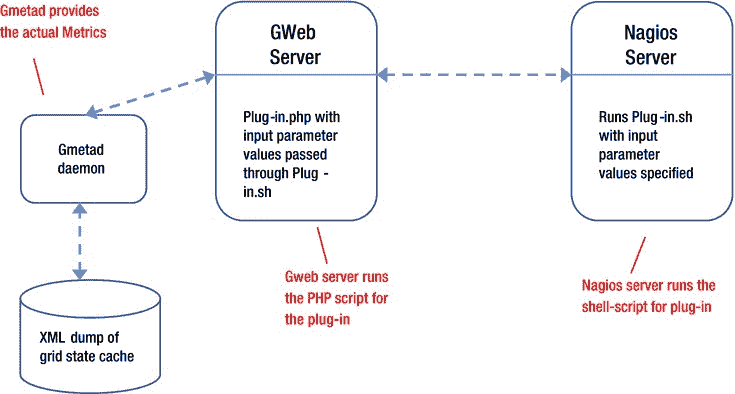 Gmetad provides
the actual Metrics
GWeb
Server
Nagios
Server
Plug-in.php with
input parameter
values passed
through Plug -
in.sh
Runs Plug-in.sh
with input
parameter
values specified
Gmetad
daemon
Gweb server runs
the PHP script for
the plug-in
Nagios server runs the
shell-script for plug-in
XML dump of
grid state cache